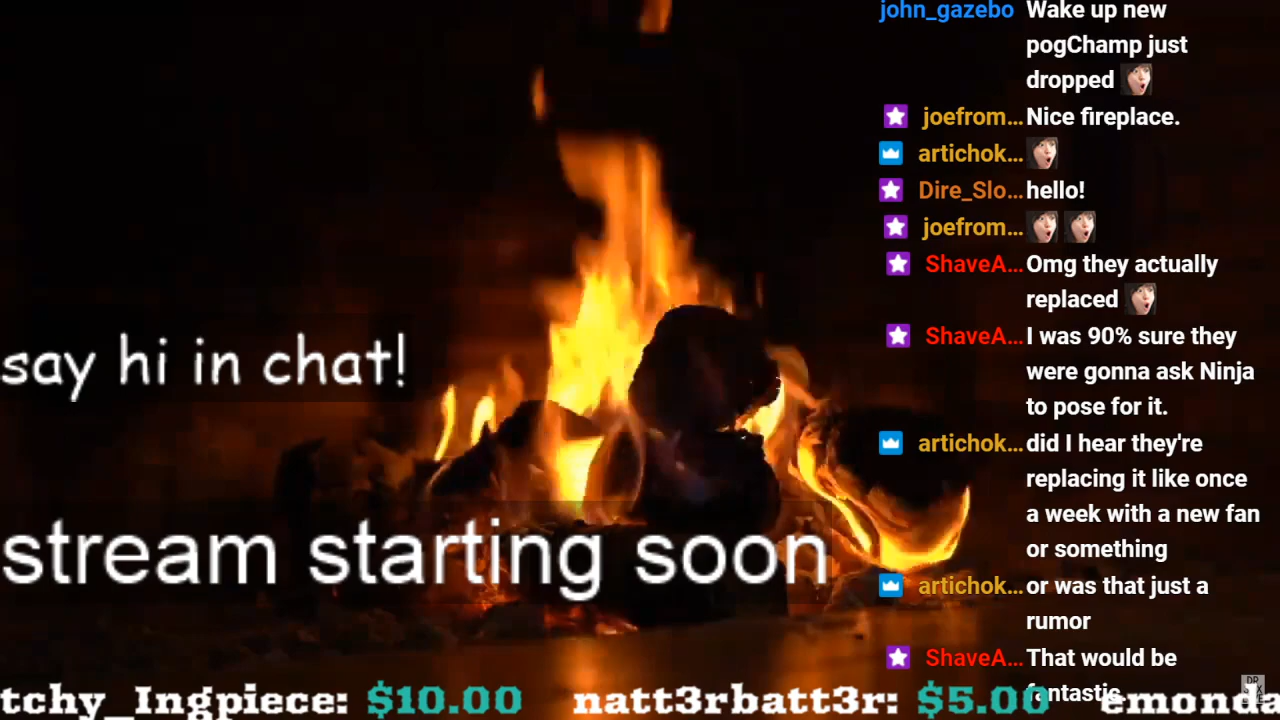 john_gazebo Wake up new
pogChamp just
dropped
joefrom… Nice fireplace.
artichok…
Dire_Slo… hello!
joefrom…
ShaveA… Omg they actually
replaced
ShaveA… I was 90% sure they
were gonna ask Ninja
to pose for it.
say hi in chat!
artichok… did I hear they're
replacing it like once
a week with a new fan
or something
stream starting soon
artichok… or was that just a
rumor
ShaveA… That would be
fantastic
tchy_Ingpiece: $10.00 natt3rbatt3r: $5.00 emonda